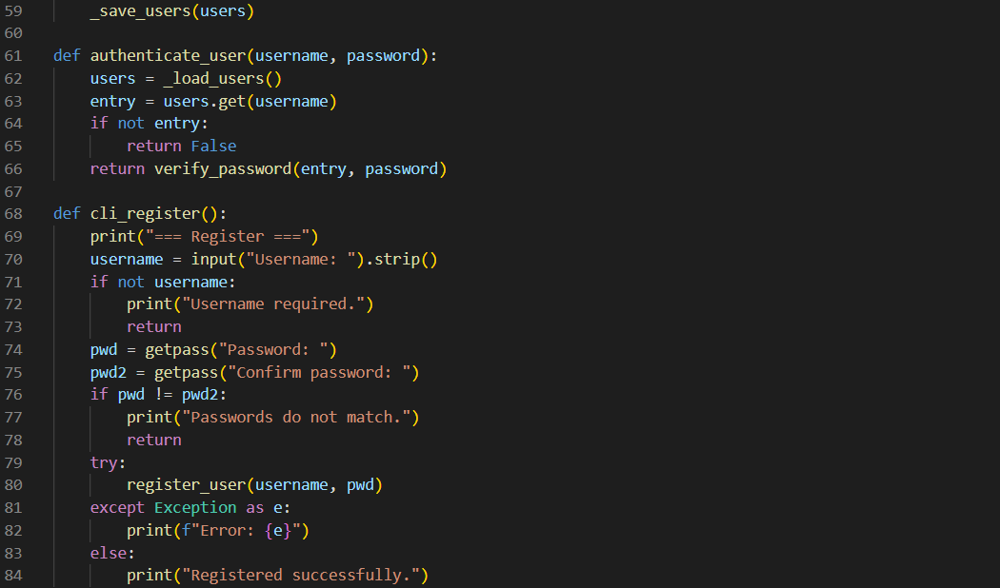 59 _save_users(users)
60
61 def authenticate_user(username, password):
62     users = _load_users()
63     entry = users.get(username)
64     if not entry:
65         return False
66     return verify_password(entry, password)
67
68 def cli_register():
69     print("=== Register ===")
70     username = input("Username: ").strip()
71     if not username:
72         print("Username required.")
73         return
74     pwd = getpass("Password: ")
75     pwd2 = getpass("Confirm password: ")
76     if pwd != pwd2:
77         print("Passwords do not match.")
78         return
79     try:
80         register_user(username, pwd)
81     except Exception as e:
82         print(f"Error: {e}")
83     else:
84         print("Registered successfully.")